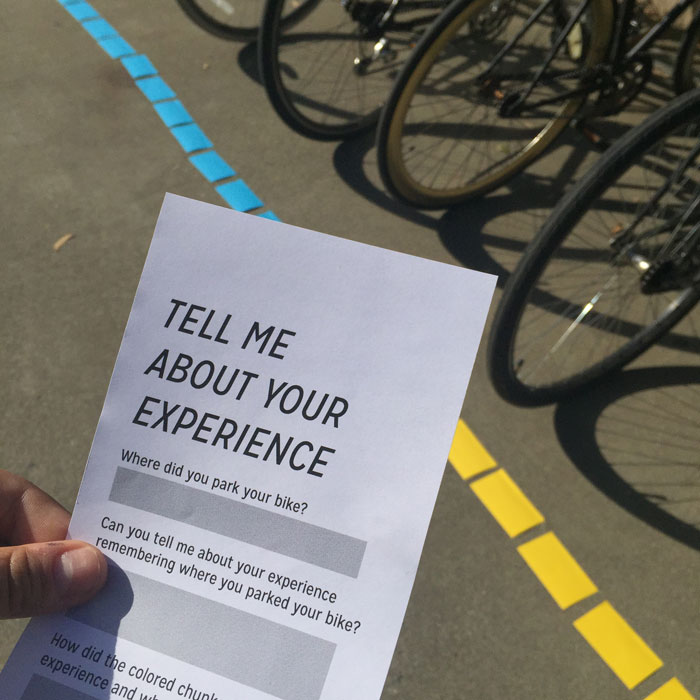 TELL ME
ABOUT YOUR
EXPERIENCE
Where did you park your bike?
Can you tell me about your experience
remembering where you parked your bike?
How did the colored
experience and